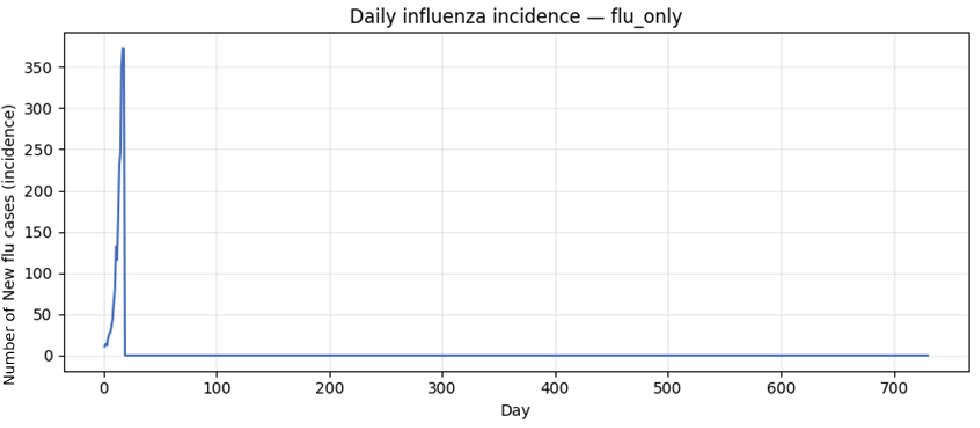 Daily influenza incidence — flu_only
Number of New flu cases (incidence)
350
300
250
200
150
100
50
0
0 100 200 300 400 500 600 700
Day